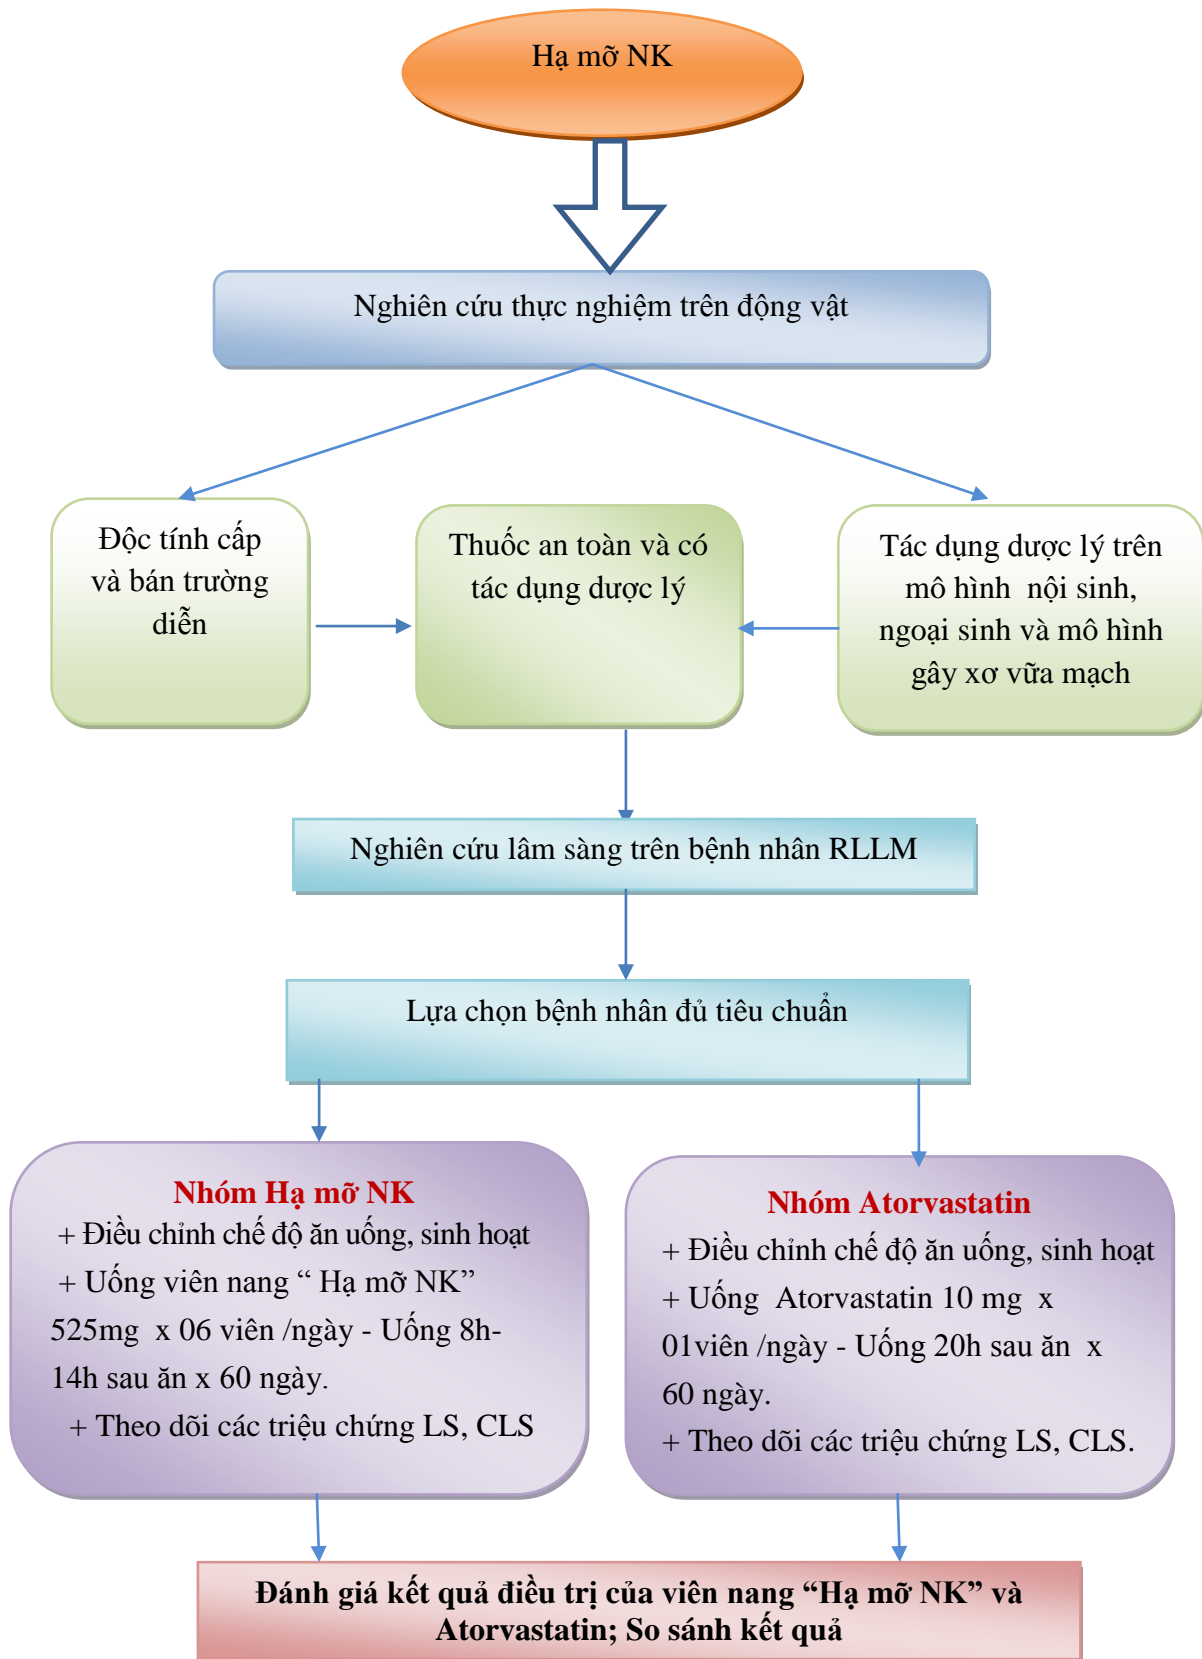 Hạ mỡ NK
Nghiên cứu thực nghiệm trên động vật
Độc tính cấp
và bán trường
diễn
Thuốc an toàn và có
tác dụng dược lý
Tác dụng dược lý trên
mô hình nội sinh,
ngoại sinh và mô hình
gây xơ vữa mạch
Nghiên cứu lâm sàng trên bệnh nhân RLLM
Lựa chọn bệnh nhân đủ tiêu chuẩn
Nhóm Hạ mỡ NK
+ Điều chỉnh chế độ ăn uống, sinh hoạt
+ Uống viên nang “ Hạ mỡ NK”
525mg x 06 viên /ngày - Uống 8h-
14h sau ăn x 60 ngày.
+ Theo dõi các triệu chứng LS, CLS
Nhóm Atorvastatin
+ Điều chỉnh chế độ ăn uống, sinh hoạt
+ Uống Atorvastatin 10 mg x
01viên /ngày - Uống 20h sau ăn x
60 ngày.
+ Theo dõi các triệu chứng LS, CLS.
Đánh giá kết quả điều trị của viên nang “Hạ mỡ NK” và
Atorvastatin; So sánh kết quả